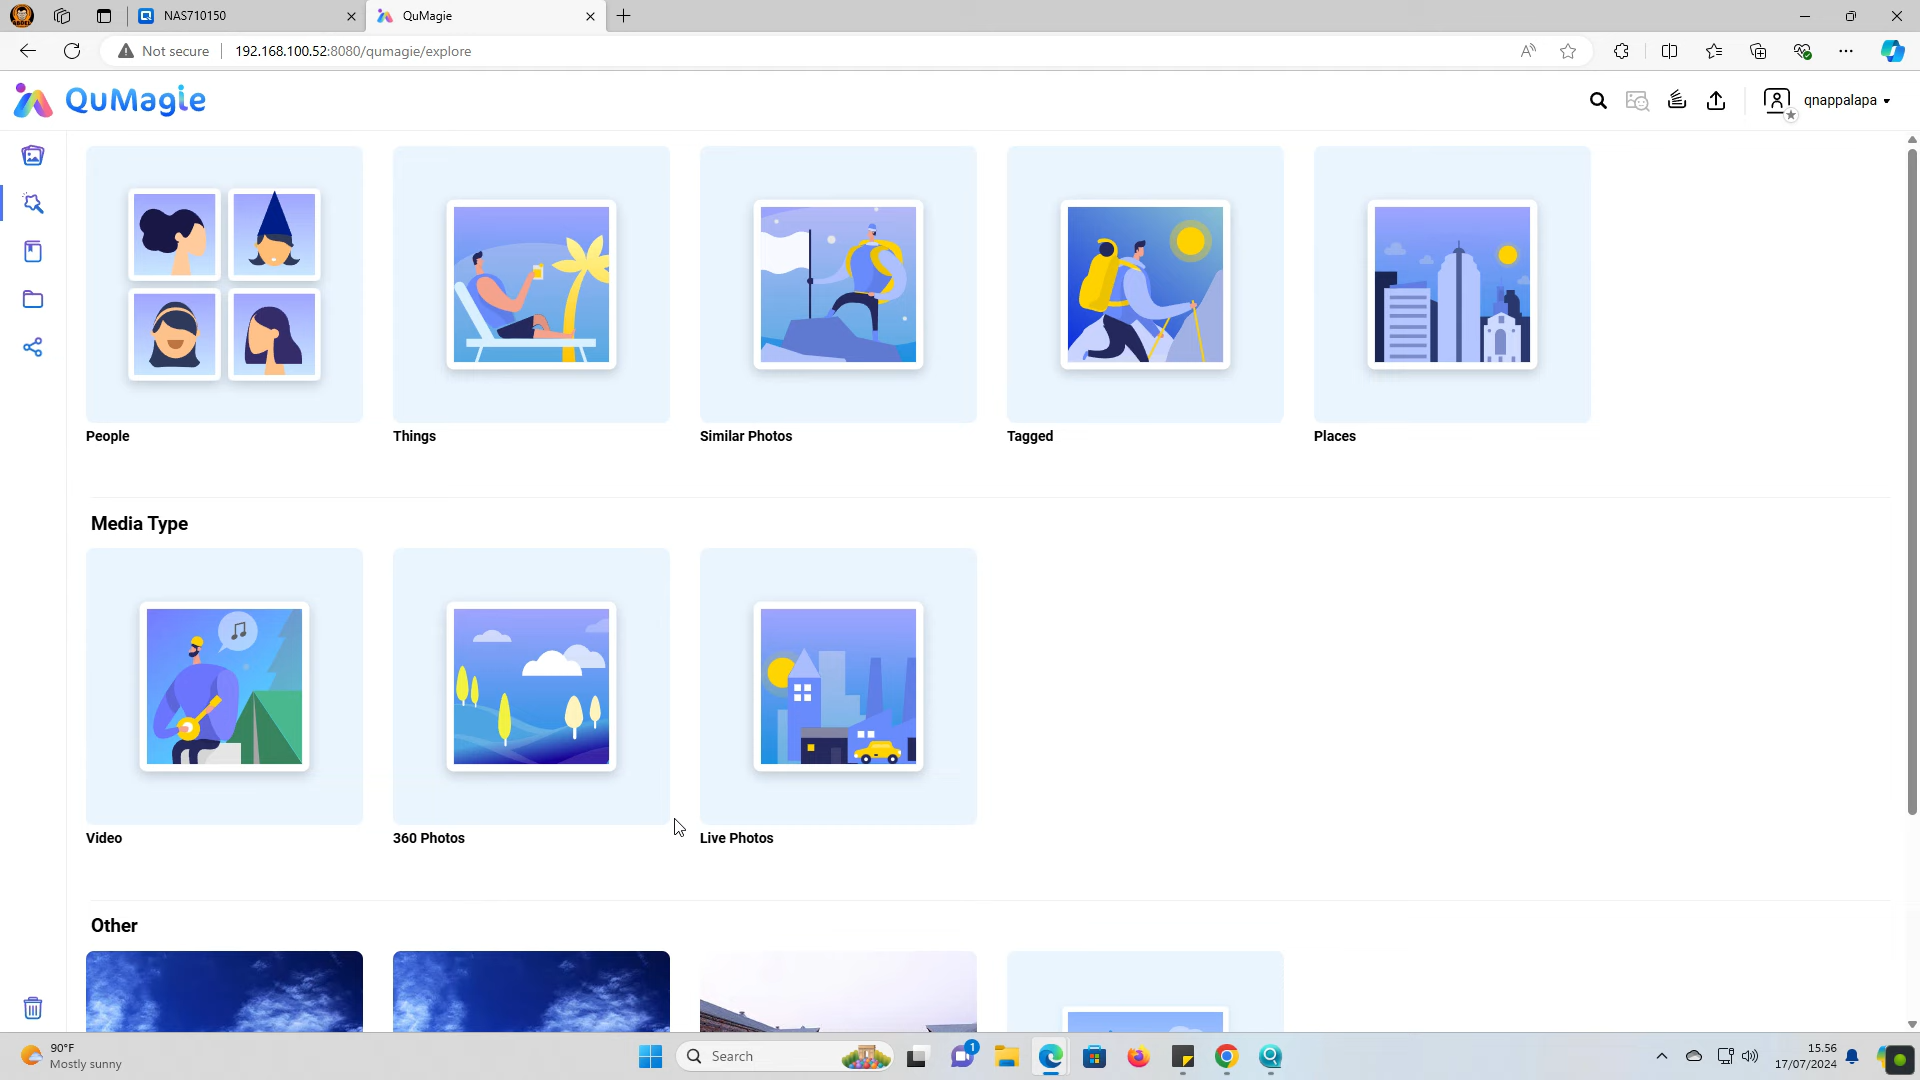 NAS710150
QuMagie
Not secure
192.168.100.52:8080/qumagie/explore
QuMagie
qnappalapa
People
Things
Similar Photos
Tagged
Places
Media Type
Video
360 Photos
Live Photos
Other
90°F
Mostly sunny
Search
1
15.56
17/07/2024